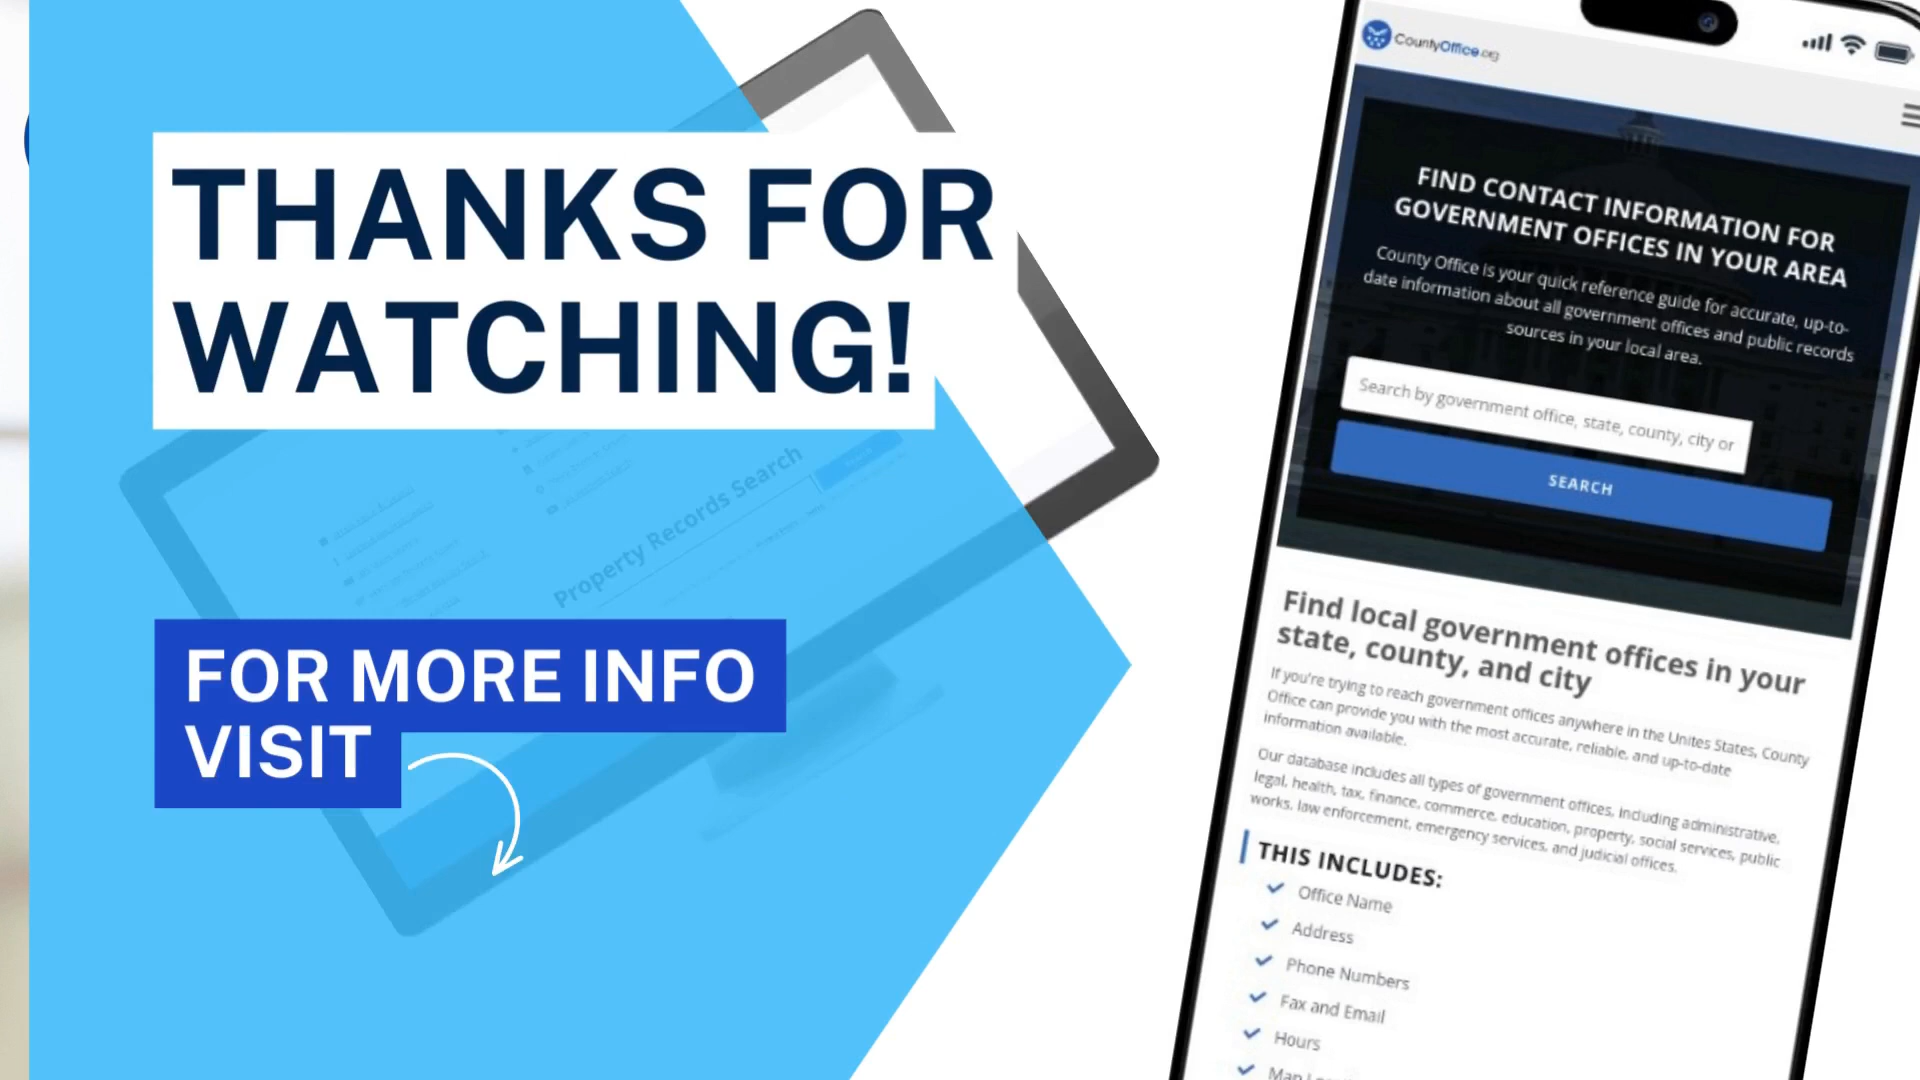 THANKS FOR
WATCHING!
Property Records Search
FOR MORE INFO
VISIT
CountyOffice.org
FIND CONTACT INFORMATION FOR
GOVERNMENT OFFICES IN YOUR AREA
County Office is your quick reference guide for accurate, up-to-
date information about all government offices and public records
sources in your local area.
Search by government office, state, county, city or
SEARCH
Find local government offices in your
state, county, and city
If you're trying to reach government offices anywhere in the Unites States, County
Office can provide you with the most accurate, reliable, and up-to-date
information available.
Our database includes all types of government offices, including administrative,
legal, health, tax, finance, commerce, education, property, social services, public
works, law enforcement, emergency services, and judicial offices.
THIS INCLUDES:
Office Name
Address
Phone Numbers
Fax and Email
Hours
Map